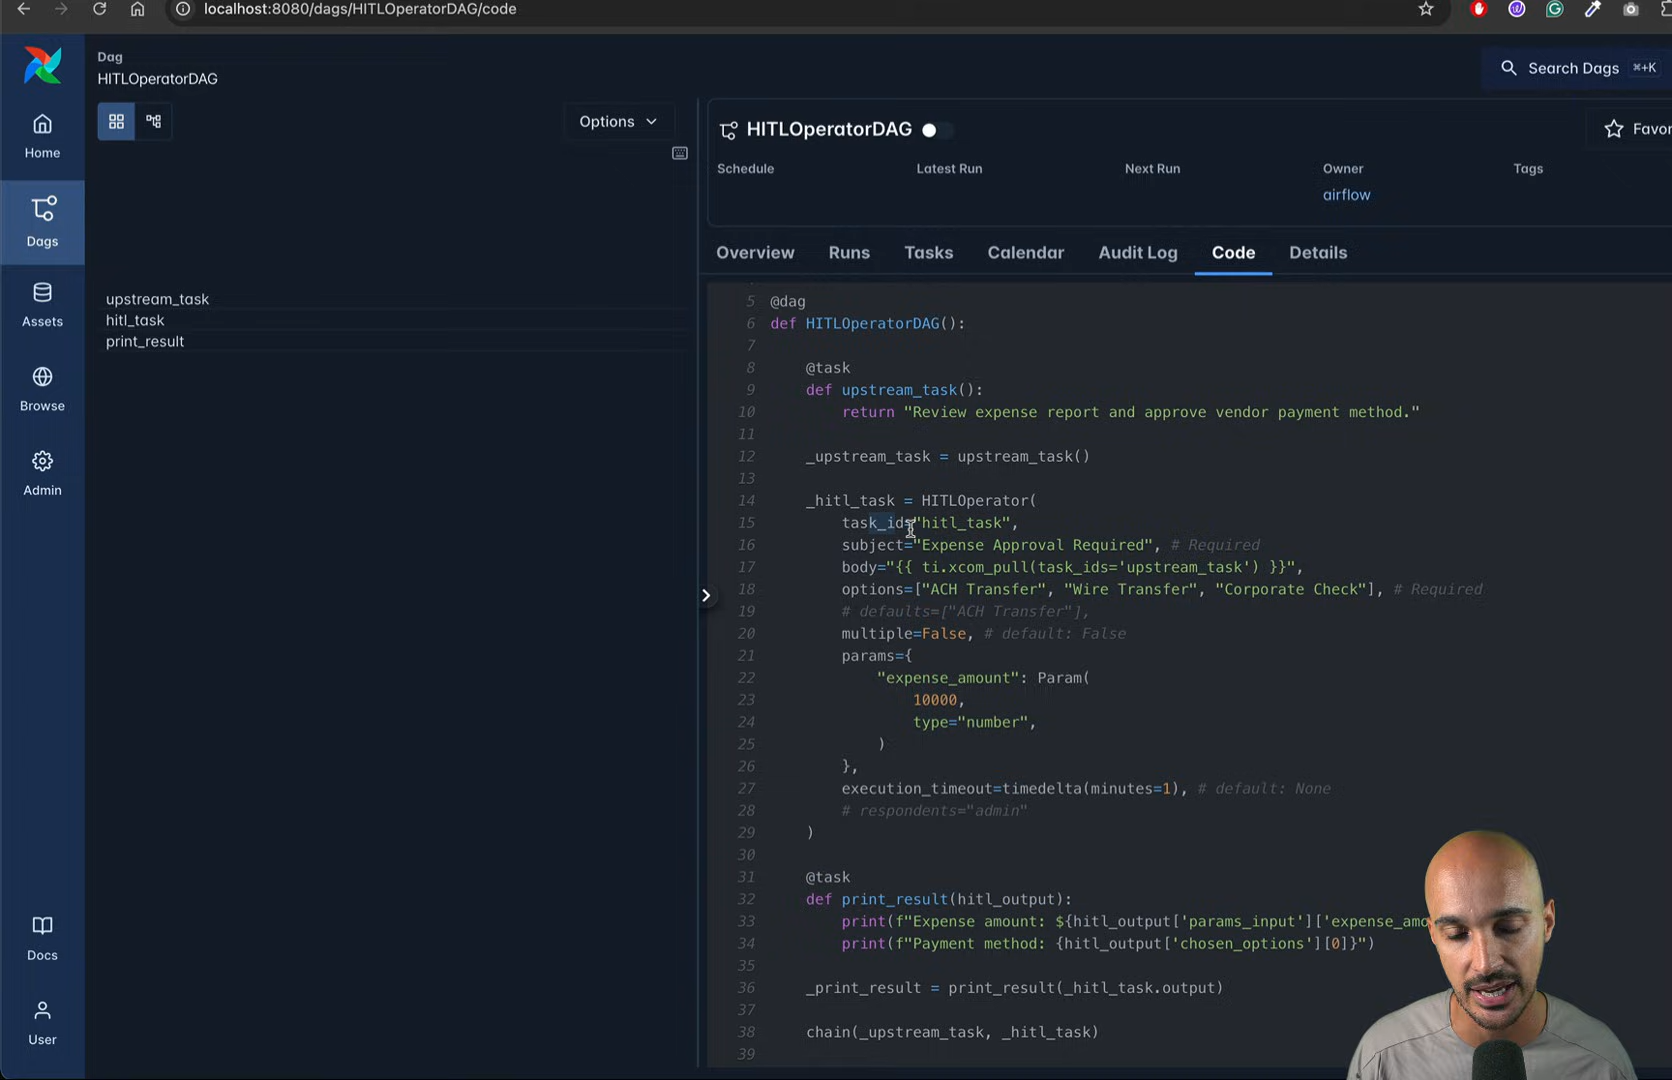 localhost:8080/dags/HITLOperatorDAG/code
Dag
HITLOperatorDAG
Search Dags
⌘+K
Home
Dags
Assets
Browse
Admin
Docs
User
Options
upstream_task
hitl_task
print_result
HITLOperatorDAG
Favor
Schedule
Latest Run
Next Run
Owner
Tags
airflow
Overview
Runs
Tasks
Calendar
Audit Log
Code
Details
5 @dag
6 def HITLOperatorDAG():
7
8 @task
9 def upstream_task():
10 return "Review expense report and approve vendor payment method."
11
12 _upstream_task = upstream_task()
13
14 _hitl_task = HITLOperator(
15 task_id="hitl_task",
16 subject="Expense Approval Required", # Required
17 body="{{ ti.xcom_pull(task_ids='upstream_task') }}",
18 options=["ACH Transfer", "Wire Transfer", "Corporate Check"], # Required
19 # defaults=["ACH Transfer"],
20 multiple=False, # default: False
21 params={
22 "expense_amount": Param(
23 10000,
24 type="number",
25 )
26 },
27 execution_timeout=timedelta(minutes=1), # default: None
28 # respondents="admin"
29 )
30
31 @task
32 def print_result(hitl_output):
33 print(f"Expense amount: ${hitl_output['params_input']['expense_amo
34 print(f"Payment method: {hitl_output['chosen_options'][0]}")
35
36 _print_result = print_result(_hitl_task.output)
37
38 chain(_upstream_task, _hitl_task)
39